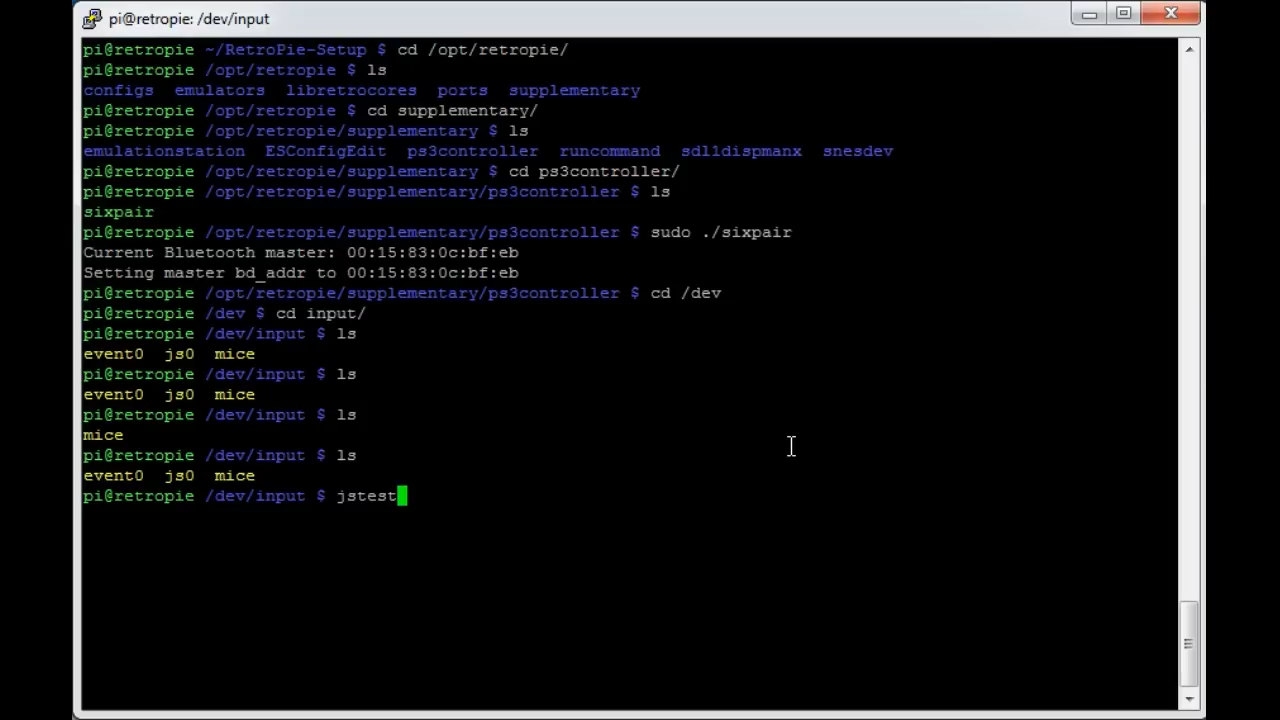 pi@retropie: /dev/input
pi@retropie ~/RetroPie-Setup $ cd /opt/retropie/
pi@retropie /opt/retropie $ ls
configs  emulators  libretrocores  ports  supplementary
pi@retropie /opt/retropie $ cd supplementary/
pi@retropie /opt/retropie/supplementary $ ls
emulationstation  ESConfigEdit  ps3controller  runcommand  sdl1dispmanx  snesdev
pi@retropie /opt/retropie/supplementary $ cd ps3controller/
pi@retropie /opt/retropie/supplementary/ps3controller $ ls
sixpair
pi@retropie /opt/retropie/supplementary/ps3controller $ sudo ./sixpair
Current Bluetooth master: 00:15:83:0c:bf:eb
Setting master bd_addr to 00:15:83:0c:bf:eb
pi@retropie /opt/retropie/supplementary/ps3controller $ cd /dev
pi@retropie /dev $ cd input/
pi@retropie /dev/input $ ls
event0  js0  mice
pi@retropie /dev/input $ ls
event0  js0  mice
pi@retropie /dev/input $ ls
mice
pi@retropie /dev/input $ ls
event0  js0  mice
pi@retropie /dev/input $ jstest